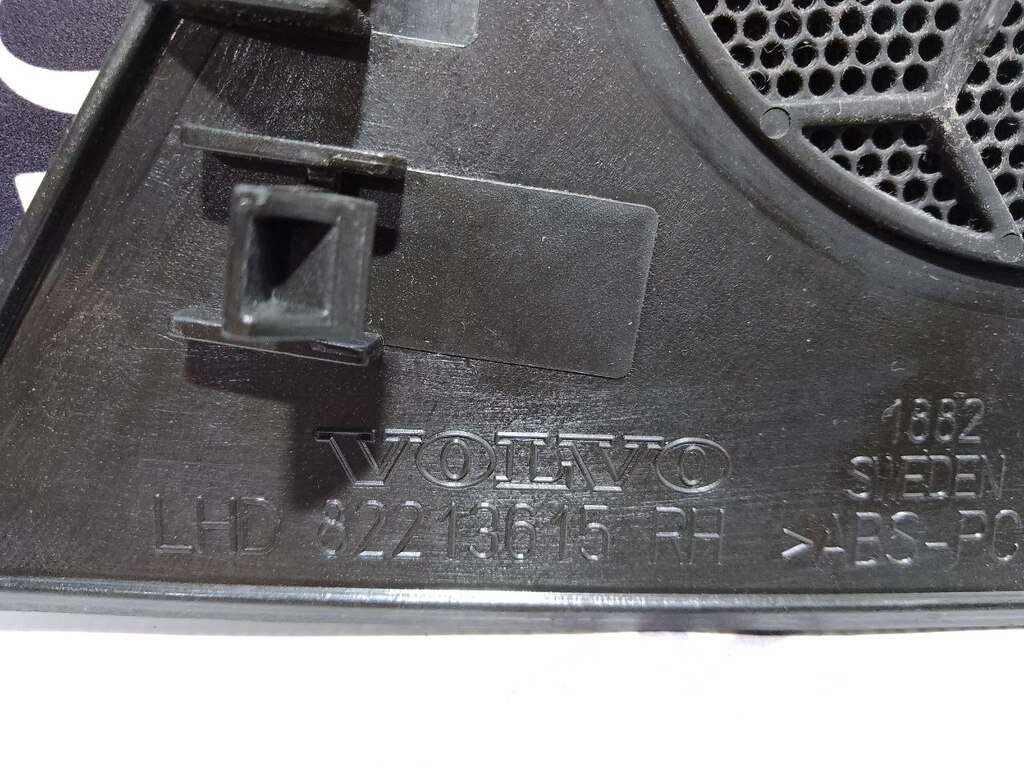 VOLVO
LHD 82213615 RH
1882
SWEDEN
>ABS-PC